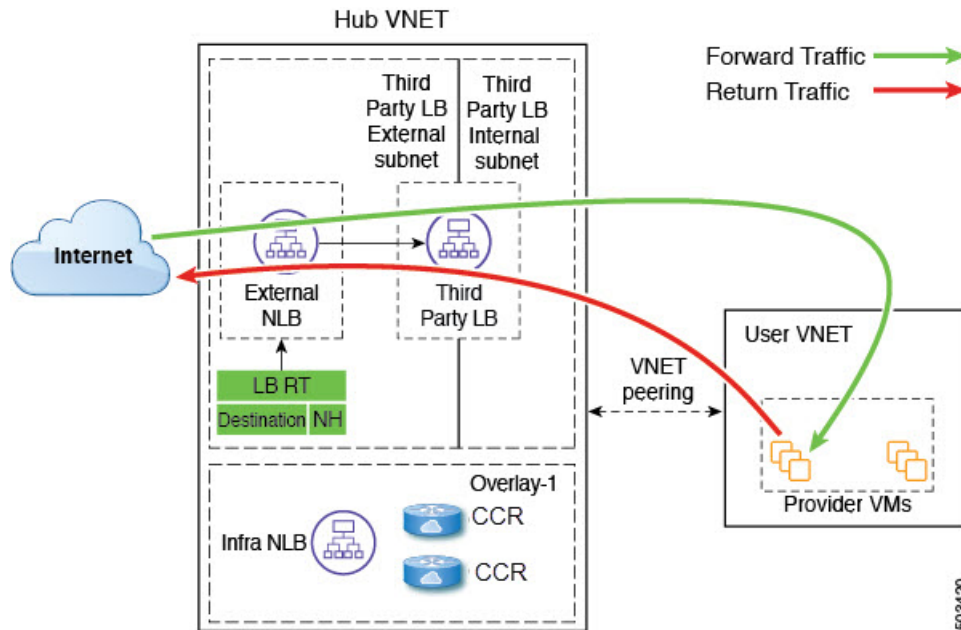 Hub VNET
Forward Traffic
Return Traffic
Third
Party LB
External
subnet
Third
Party LB
Internal
subnet
Internet
External
NLB
Third
Party LB
LB RT
Destination
NH
VNET
peering
User VNET
Provider VMs
Overlay-1
Infra NLB
CCR
CCR